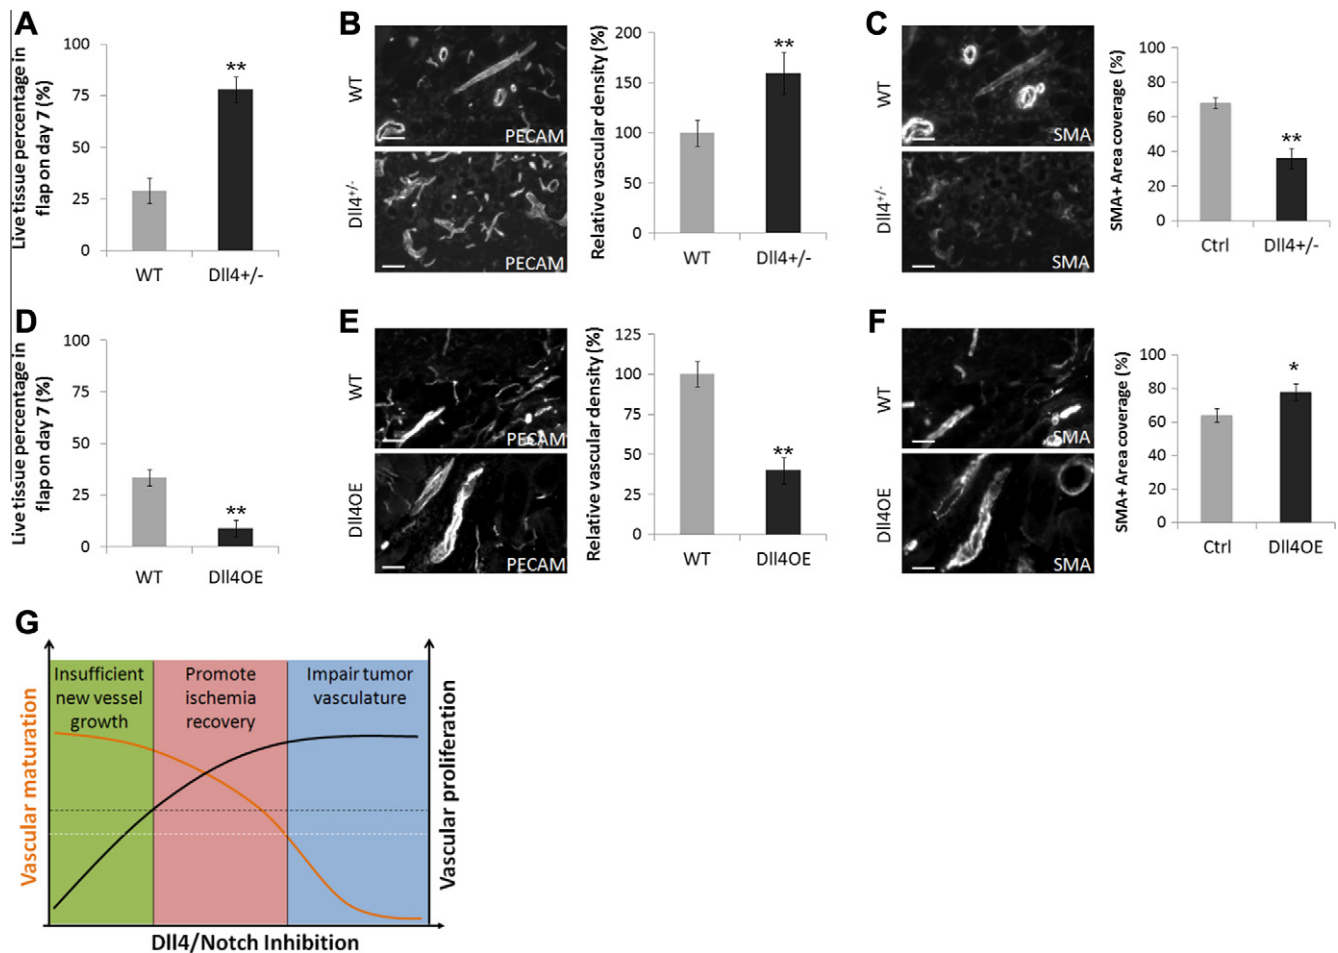 A
Live tissue percentage in
flap on day 7 (%)
100
75
50
25
0
**
WT
Dll4+/-
B
WT
PECAM
Dll4+/-
PECAM
Relative vascular density (%)
200
150
100
50
0
**
WT
Dll4+/-
C
WT
SMA
Dll4+/-
SMA
SMA+ Area coverage (%)
100
80
60
40
20
0
**
Ctrl
Dll4+/-
D
Live tissue percentage in
flap on day 7 (%)
100
75
50
25
0
**
WT
Dll4OE
E
WT
PECAM
Dll4OE
PECAM
Relative vascular density (%)
125
100
75
50
25
0
**
WT
Dll4OE
F
WT
SMA
Dll4OE
SMA
SMA+ Area coverage (%)
100
80
60
40
20
0
*
Ctrl
Dll4OE
G
Vascular maturation
Insufficient
new vessel
growth
Promote
ischemia
recovery
Impair tumor
vasculature
Vascular proliferation
Dll4/Notch Inhibition